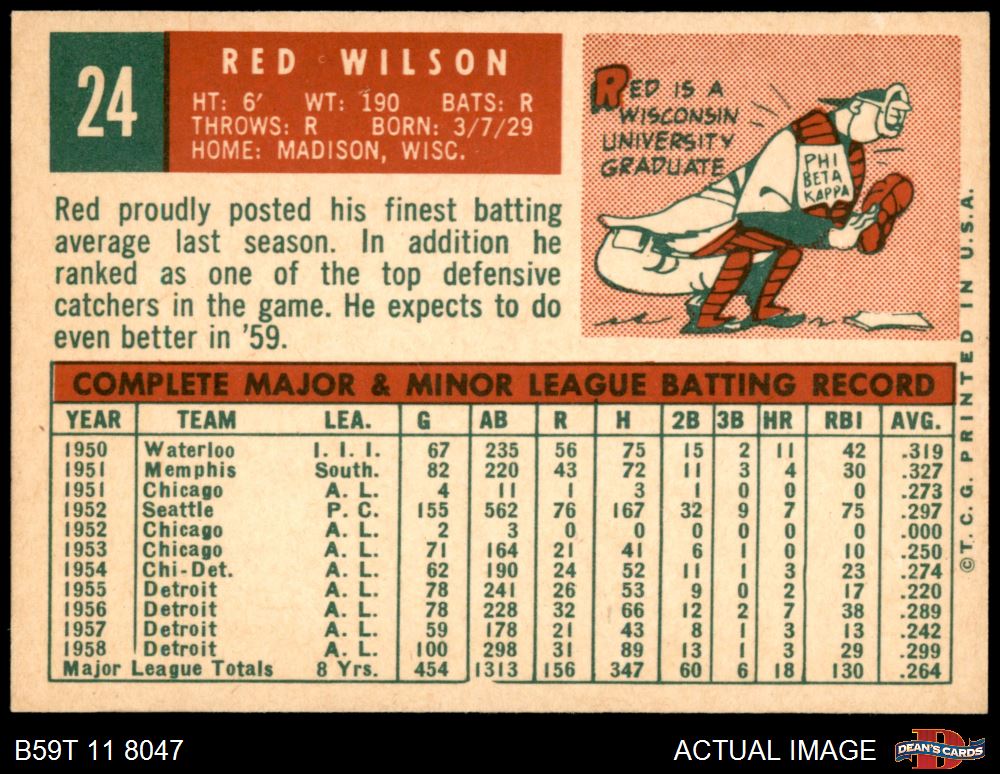 24
RED WILSON
HT: 6' WT: 190 BATS: R
THROWS: R BORN: 3/7/29
HOME: MADISON, WISC.
RED IS A
WISCONSIN
UNIVERSITY
GRADUATE
PHI
BETA
KAPPA
Red proudly posted his finest batting
average last season. In addition he
ranked as one of the top defensive
catchers in the game. He expects to do
even better in '59.
COMPLETE MAJOR & MINOR LEAGUE BATTING RECORD
YEAR TEAM LEA. G AB R H 2B 3B HR RBI AVG.
1950 Waterloo I. I. I. 67 235 56 75 15 2 11 42 .319
1951 Memphis South. 82 220 43 72 11 3 4 30 .327
1951 Chicago A. L. 4 11 1 3 1 0 0 0 .273
1952 Seattle P. C. 155 562 76 167 32 9 7 75 .297
1952 Chicago A. L. 2 3 0 0 0 0 0 0 .000
1953 Chicago A. L. 71 164 21 41 6 1 0 10 .250
1954 Chi-Det. A. L. 62 190 24 52 11 1 3 23 .274
1955 Detroit A. L. 78 241 26 53 9 0 2 17 .220
1956 Detroit A. L. 78 228 32 66 12 2 7 38 .289
1957 Detroit A. L. 59 178 21 43 8 1 3 13 .242
1958 Detroit A. L. 100 298 31 89 13 1 3 29 .299
Major League Totals 8 Yrs. 454 1313 156 347 60 6 18 130 .264
© T. C. G. PRINTED IN U.S.A.
B59T 11 8047
ACTUAL IMAGE
D
DEAN'S CARDS